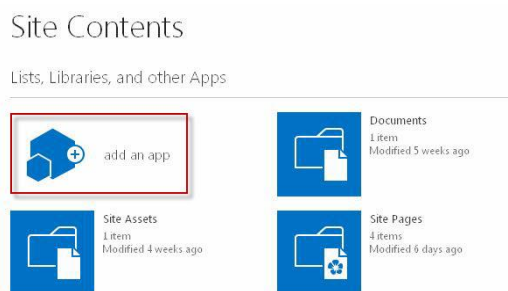 Site Contents
Lists, Libraries, and other Apps
add an app
Documents
1 item
Modified 5 weeks ago
Site Assets
1 item
Modified 4 weeks ago
Site Pages
4 items
Modified 6 days ago